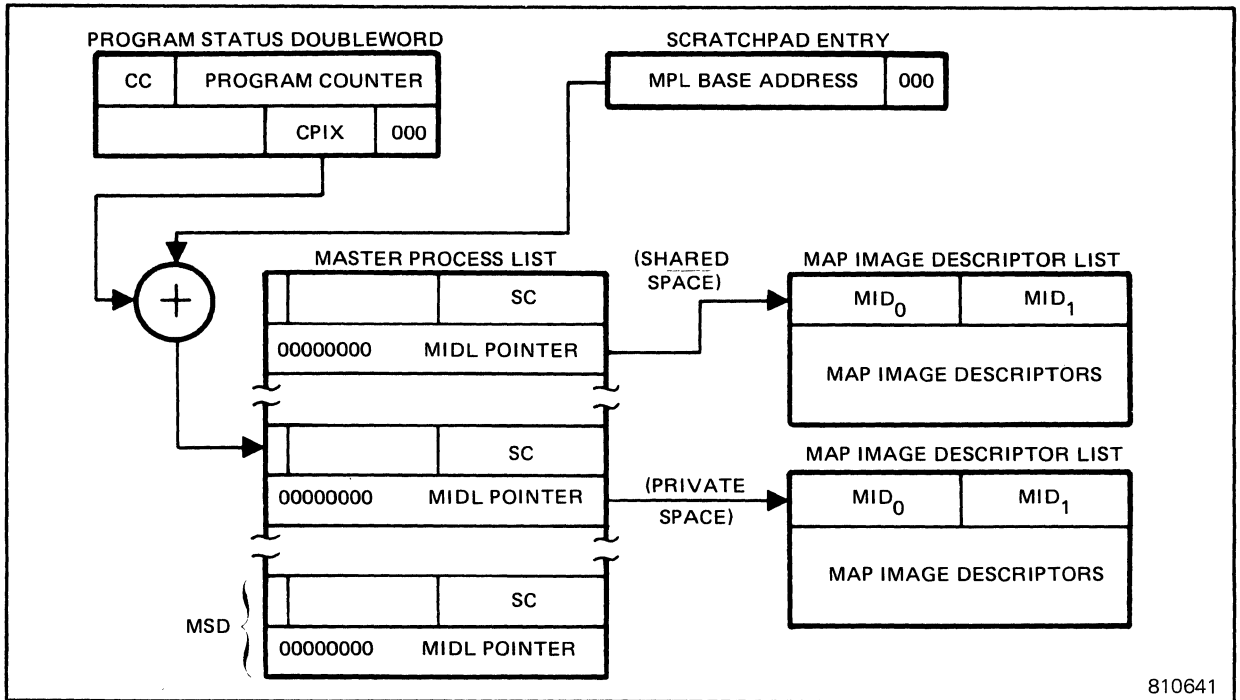 PROGRAM STATUS DOUBLEWORD
CC PROGRAM COUNTER
CPIX 000
SCRATCHPAD ENTRY
MPL BASE ADDRESS 000
+
MASTER PROCESS LIST
SC
00000000 MIDL POINTER
SC
00000000 MIDL POINTER
MSD
SC
00000000 MIDL POINTER
(SHARED
SPACE)
MAP IMAGE DESCRIPTOR LIST
MID0 MID1
MAP IMAGE DESCRIPTORS
(PRIVATE
SPACE)
MAP IMAGE DESCRIPTOR LIST
MID0 MID1
MAP IMAGE DESCRIPTORS
810641